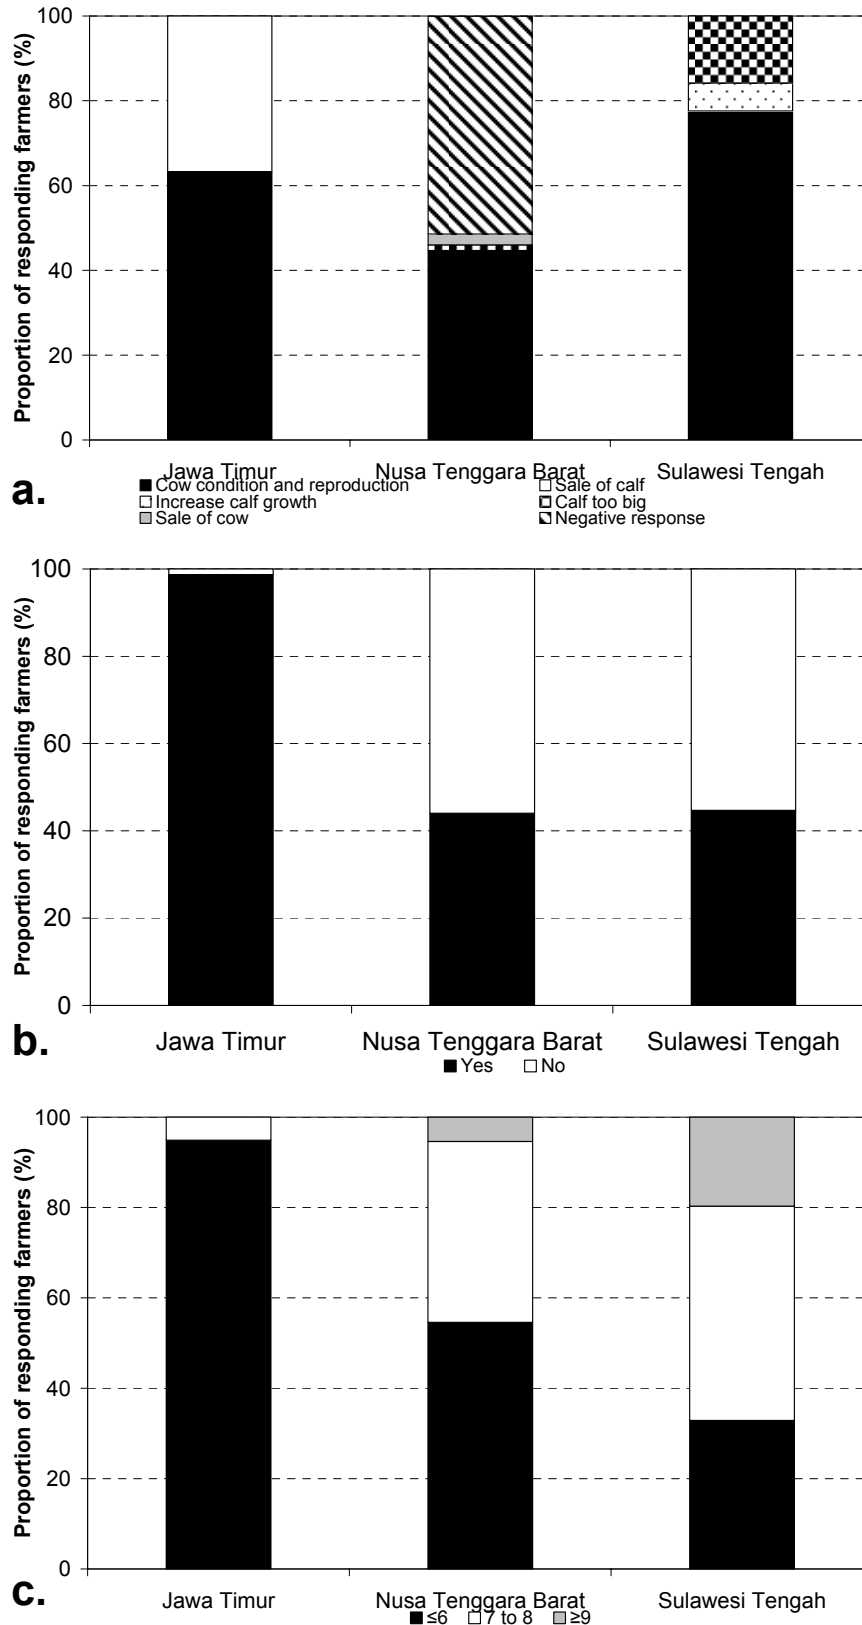 Proportion of responding farmers (%)
100
80
60
40
20
0
Jawa Timur Nusa Tenggara Barat Sulawesi Tengah
a.
Cow condition and reproduction Sale of calf
Increase calf growth Calf too big
Sale of cow Negative response
Proportion of responding farmers (%)
100
80
60
40
20
0
b.
Jawa Timur Nusa Tenggara Barat Sulawesi Tengah
Yes No
Proportion of responding farmers (%)
100
80
60
40
20
0
c.
Jawa Timur Nusa Tenggara Barat Sulawesi Tengah
≤6 7 to 8 ≥9